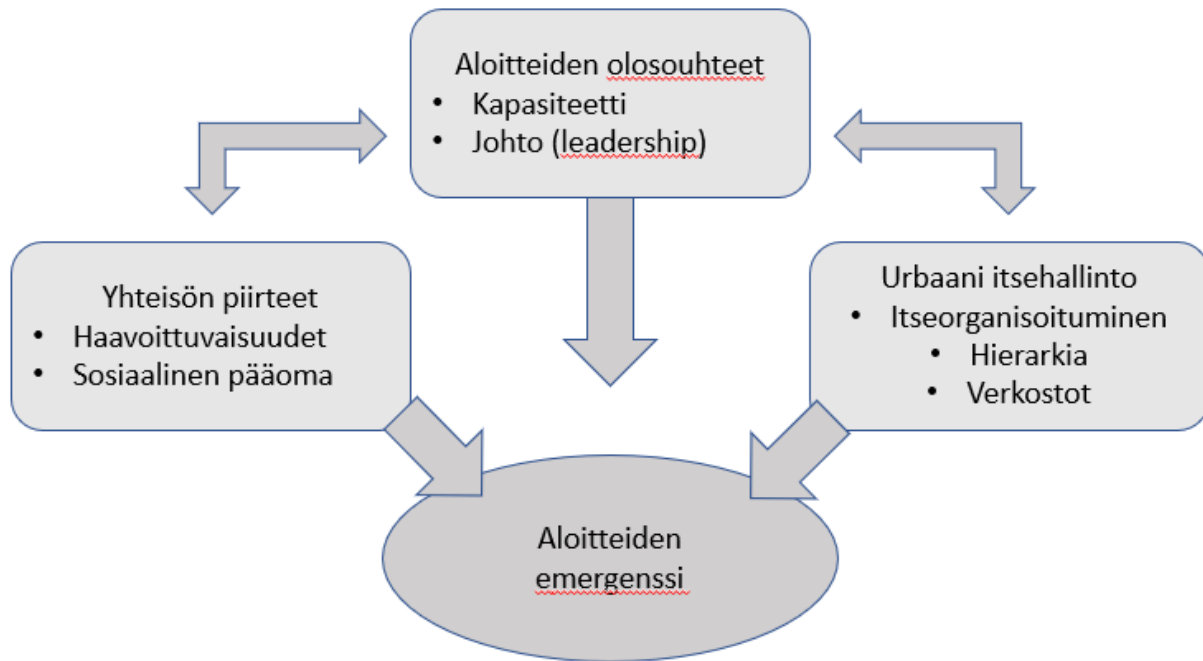 Aloitteiden olosouhteet
• Kapasiteetti
• Johto (leadership)
Yhteisön piirteet
• Haavoittuvaisuudet
• Sosiaalinen pääoma
Urbaani itsehallinto
• Itseorganisoituminen
• Hierarkia
• Verkostot
Aloitteiden
emergenssi